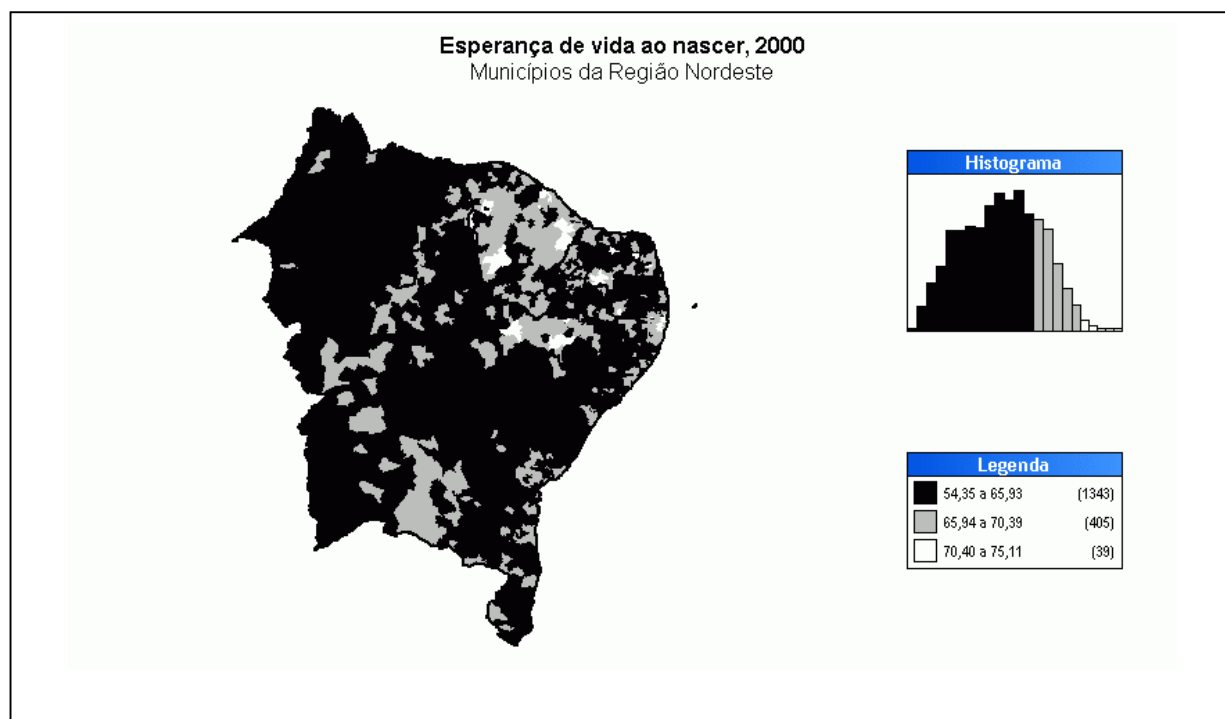 Esperança de vida ao nascer, 2000
Municípios da Região Nordeste
Histograma
Legenda
54,35 a 65,93 (1343)
65,94 a 70,39 (405)
70,40 a 75,11 (39)